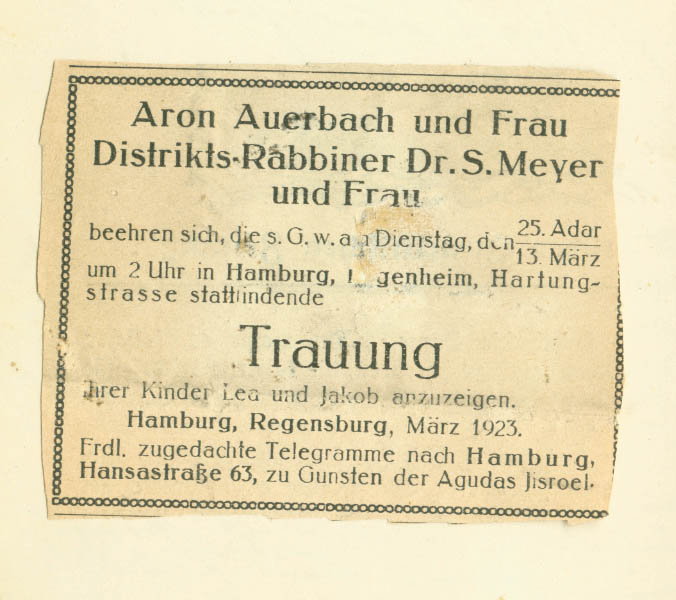 Aron Auerbach und Frau
Distrikts-Rabbiner Dr. S. Meyer
und Frau
beehren sich, die s. G. w. am Dienstag, den 25. Adar
13. März
um 2 Uhr in Hamburg, Hartung-
strasse stattfindende
Trauung
ihrer Kinder Lea und Jakob anzuzeigen.
Hamburg, Regensburg, März 1923.
Frdl. zugedachte Telegramme nach Hamburg,
Hansastraße 63, zu Gunsten der Agudas Jisroel.